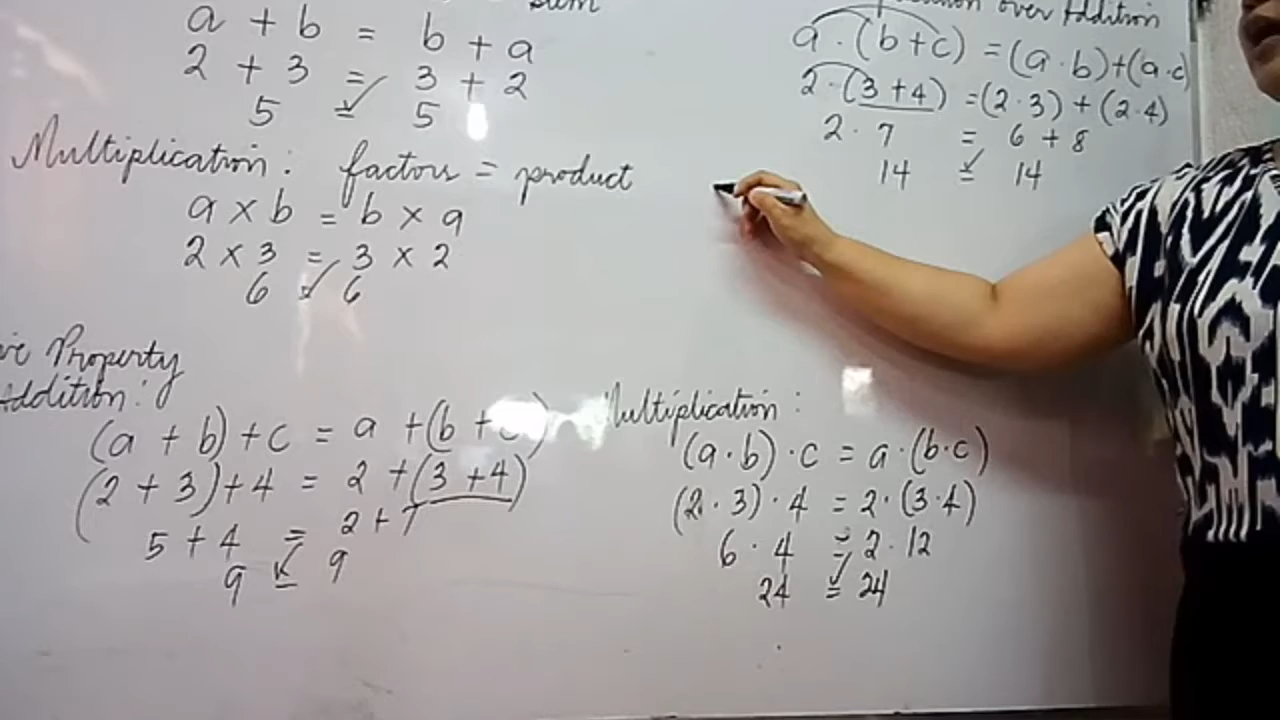 a + b = b + a
2 + 3 = 3 + 2
5 = 5
Multiplication : factors = product
a × b = b × a
2 × 3 = 3 × 2
6 6
over Addition
a · (b + c) = (a · b) + (a · c)
2 · (3 + 4) = (2 · 3) + (2 · 4)
2 · 7 = 6 + 8
14 = 14
Property
Addition :
(a + b) + c = a + (b + c)
(2 + 3) + 4 = 2 + (3 + 4)
5 + 4 = 2 + 7
9 = 9
Multiplication :
(a · b) · c = a · (b · c)
(2 · 3) · 4 = 2 · (3 · 4)
6 · 4 = 2 · 12
24 = 24